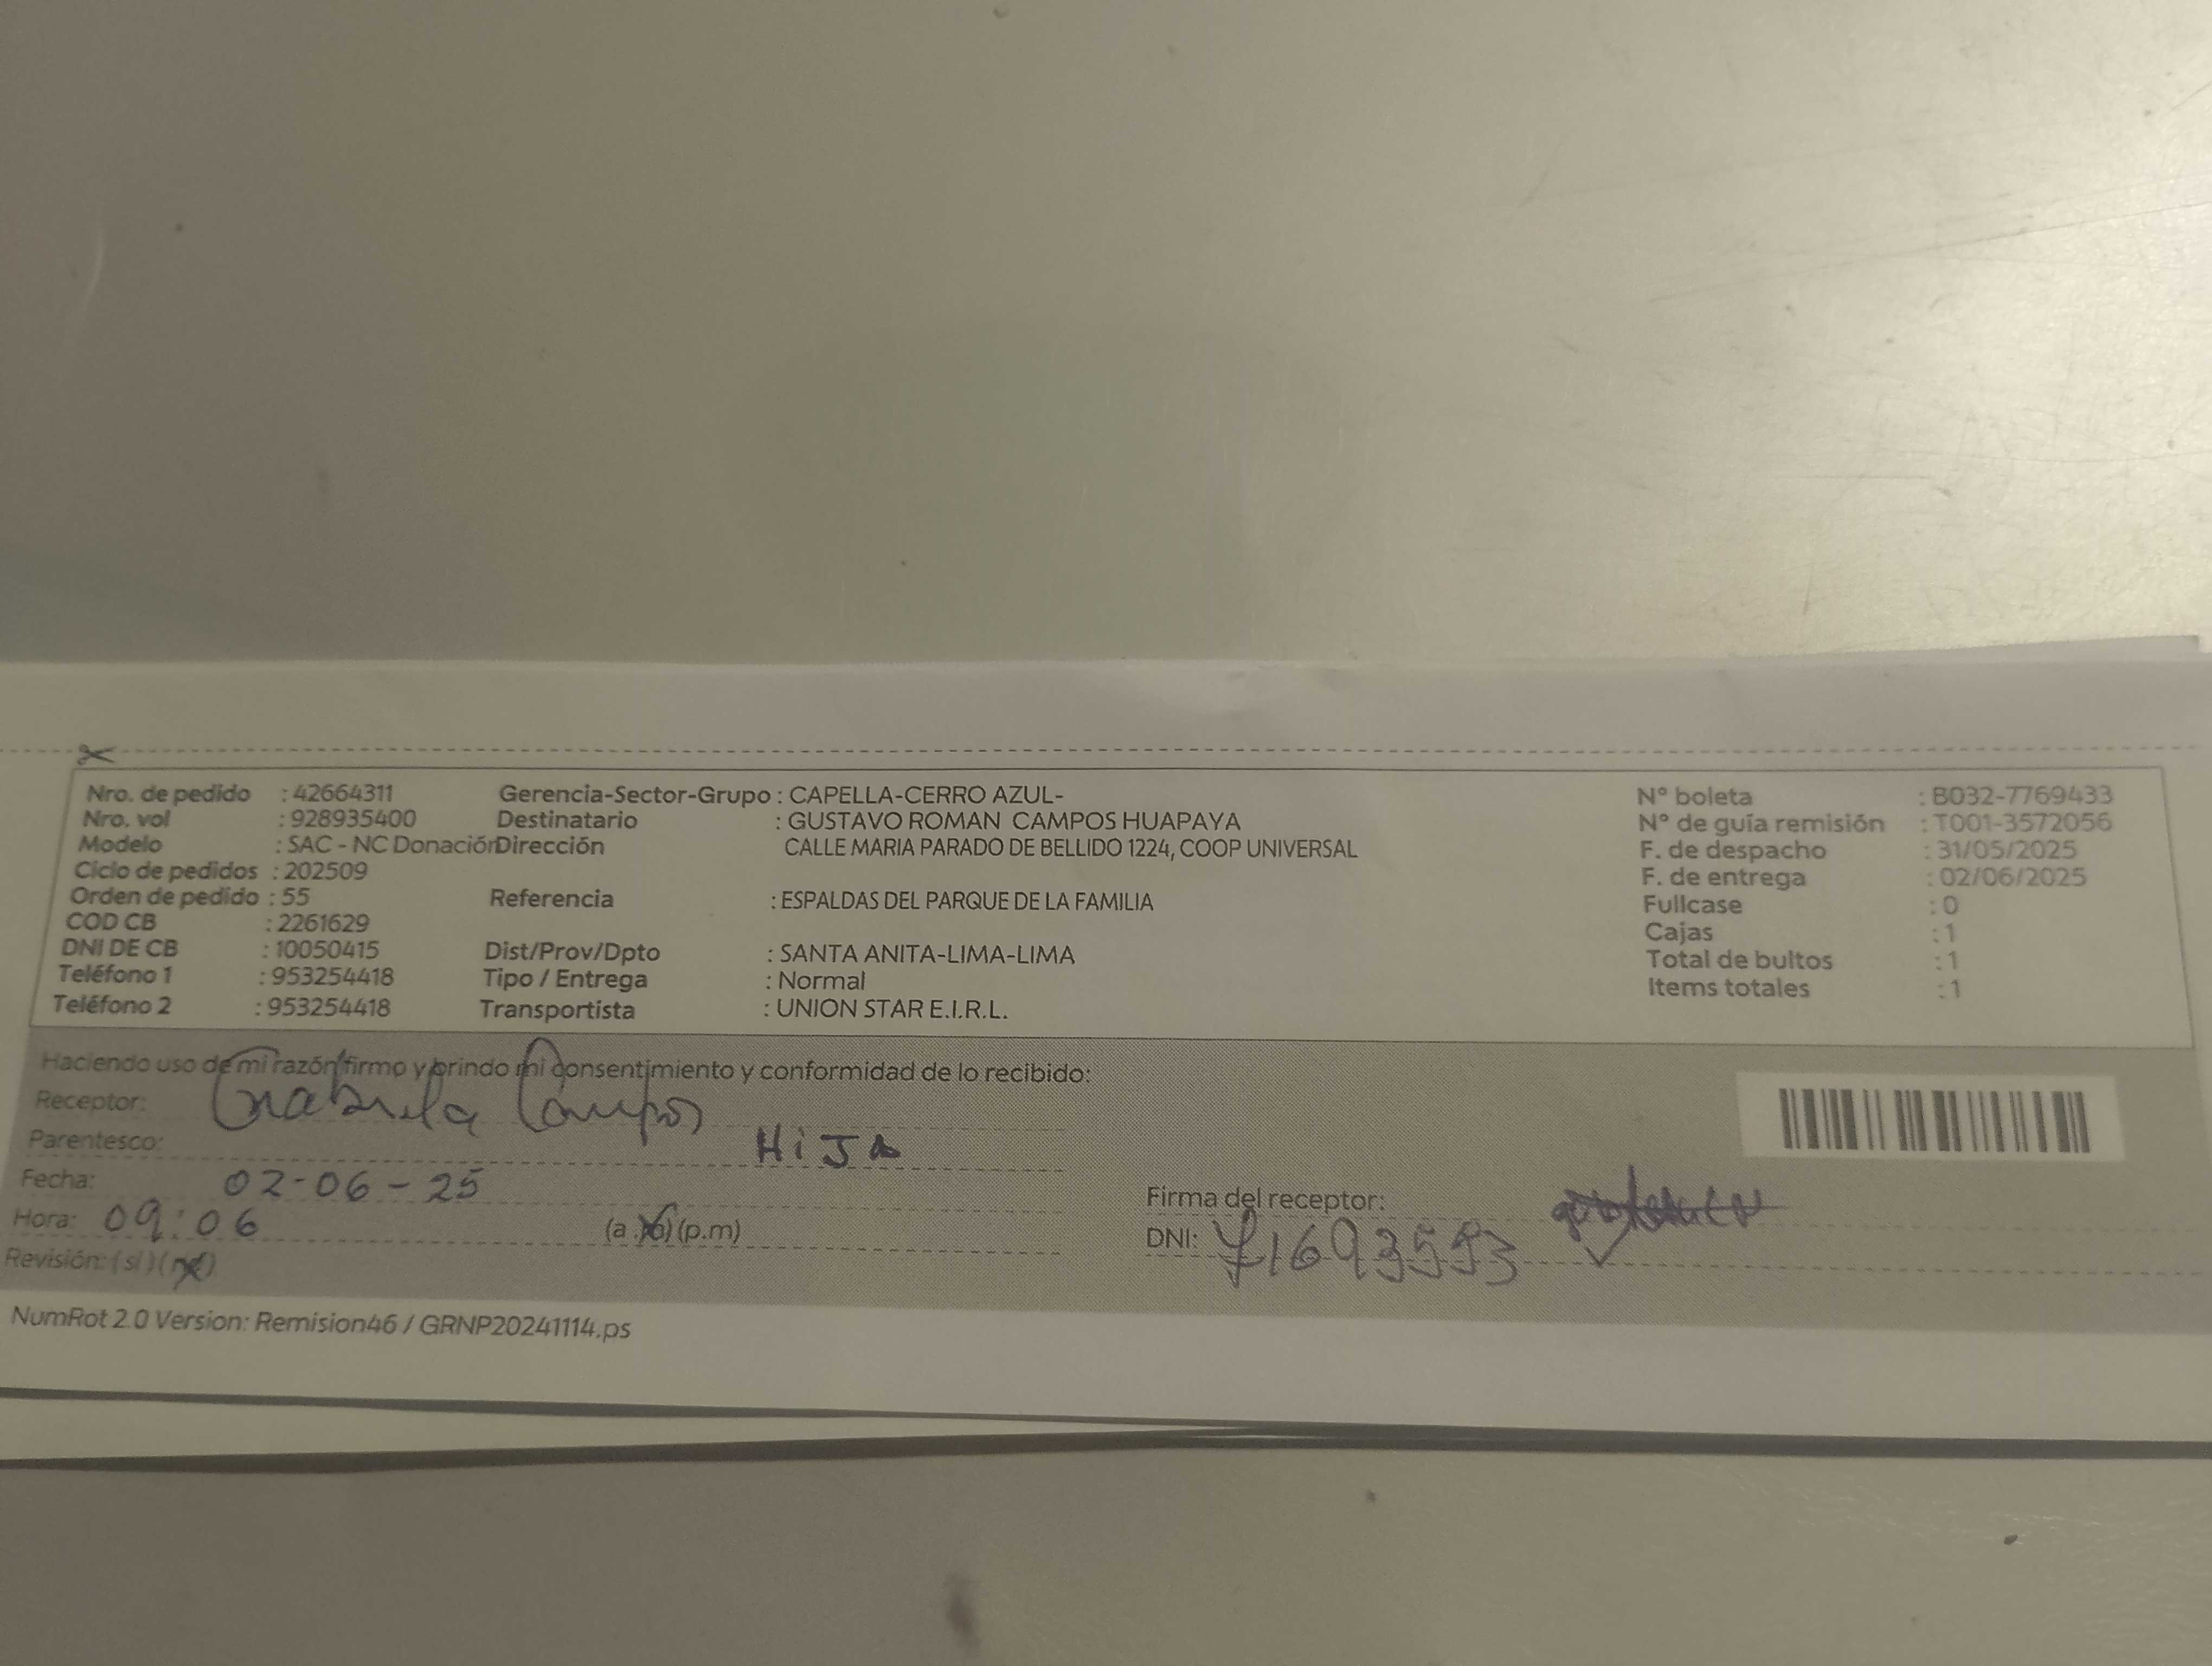 Nro. de pedido : 42664311 Gerencia-Sector-Grupo : CAPELLA-CERRO AZUL- N° boleta : B032-7769433
Nro. vol : 928935400 Destinatario : GUSTAVO ROMAN CAMPOS HUAPAYA N° de guía remisión : T001-3572056
Modelo : SAC - NC Donación Dirección CALLE MARIA PARADO DE BELLIDO 1224, COOP UNIVERSAL F. de despacho : 31/05/2025
Ciclo de pedidos : 202509 F. de entrega : 02/06/2025
Orden de pedido : 55 Referencia : ESPALDAS DEL PARQUE DE LA FAMILIA Fullcase : 0
COD CB : 2261629 Cajas : 1
DNI DE CB : 10050415 Dist/Prov/Dpto : SANTA ANITA-LIMA-LIMA Total de bultos : 1
Teléfono 1 : 953254418 Tipo / Entrega : Normal Items totales : 1
Teléfono 2 : 953254418 Transportista : UNION STAR E.I.R.L.
Haciendo uso de mi razón firmo y brindo mi consentimiento y conformidad de lo recibido:
Receptor: Gabriela Campos
Parentesco: HiJA
Fecha: 02-06-25 Firma del receptor:
Hora: 09:06 (a.m) (p.m) DNI:
Revisión: (si) (no)
NumRot 2.0 Version: Remision46 / GRNP20241114.ps